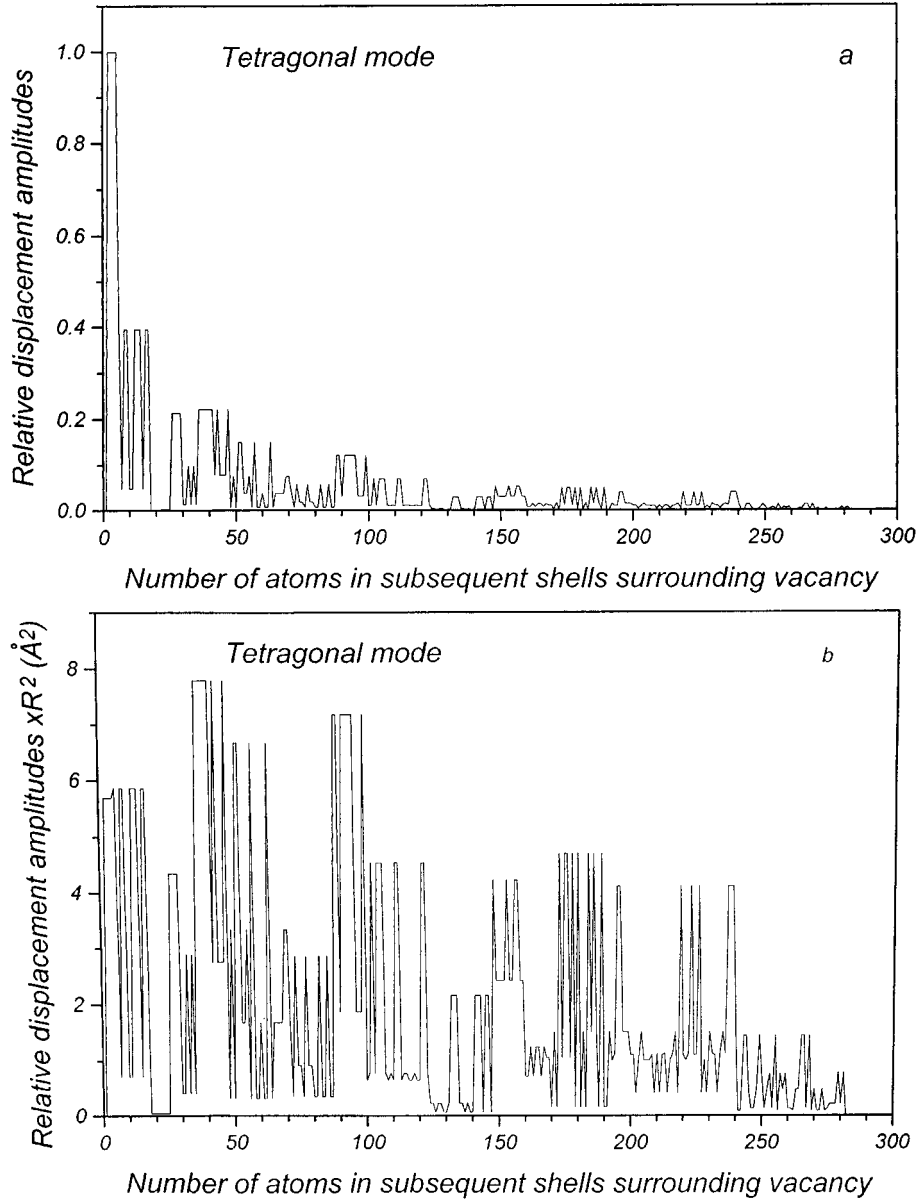 Tetragonal mode
a
Relative displacement amplitudes
1.0
0.8
0.6
0.4
0.2
0.0
0 50 100 150 200 250 300
Number of atoms in subsequent shells surrounding vacancy
Tetragonal mode
b
Relative displacement amplitudes xR² (Å²)
8
6
4
2
0
0 50 100 150 200 250 300
Number of atoms in subsequent shells surrounding vacancy